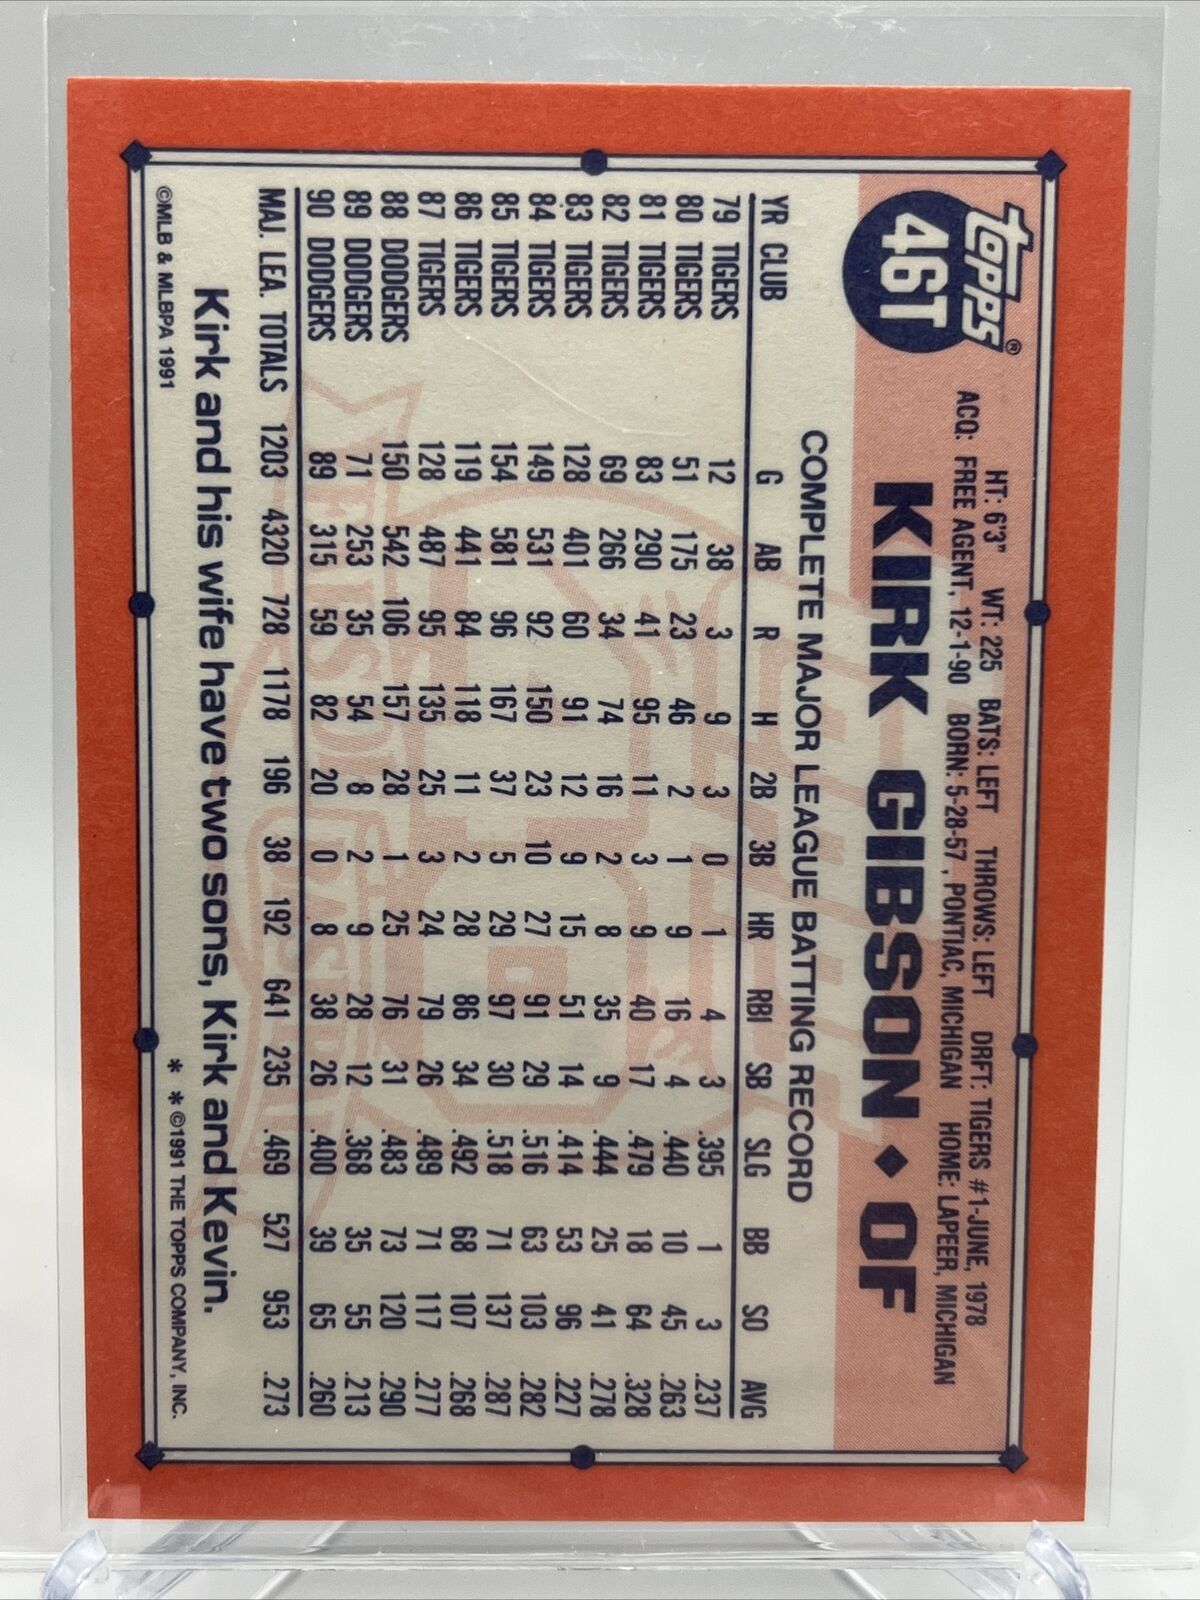 topps®
46T
HT: 6'3" WT: 225 BATS: LEFT THROWS: LEFT DRFT: TIGERS #1-JUNE, 1978
ACQ: FREE AGENT, 12-1-90 BORN: 5-28-57, PONTIAC, MICHIGAN HOME: LAPEER, MICHIGAN
KIRK GIBSON ◆ OF
COMPLETE MAJOR LEAGUE BATTING RECORD
YR CLUB G AB R H 2B 3B HR RBI SB SLG BB SO AVG
79 TIGERS 12 38 3 9 3 0 1 4 3 .395 1 3 .237
80 TIGERS 51 175 23 46 2 1 9 16 4 .440 10 45 .263
81 TIGERS 83 290 41 95 11 3 9 40 17 .479 18 64 .328
82 TIGERS 69 266 34 74 16 2 8 35 9 .444 25 41 .278
83 TIGERS 128 401 60 91 12 9 15 51 14 .414 53 96 .227
84 TIGERS 149 531 92 150 23 10 27 91 29 .516 63 103 .282
85 TIGERS 154 581 96 167 37 5 29 97 30 .518 71 137 .287
86 TIGERS 119 441 84 118 11 2 28 86 34 .492 68 107 .268
87 TIGERS 128 487 95 135 25 3 24 79 26 .489 71 117 .277
88 DODGERS 150 542 106 157 28 1 25 76 31 .483 73 120 .290
89 DODGERS 71 253 35 54 8 2 9 28 12 .368 35 55 .213
90 DODGERS 89 315 59 82 20 0 8 38 26 .400 39 65 .260
MAJ. LEA. TOTALS 1203 4320 728 1178 196 38 192 641 235 .469 527 953 .273
Kirk and his wife have two sons, Kirk and Kevin.
©MLB & MLBPA 1991 * * ©1991 THE TOPPS COMPANY, INC.